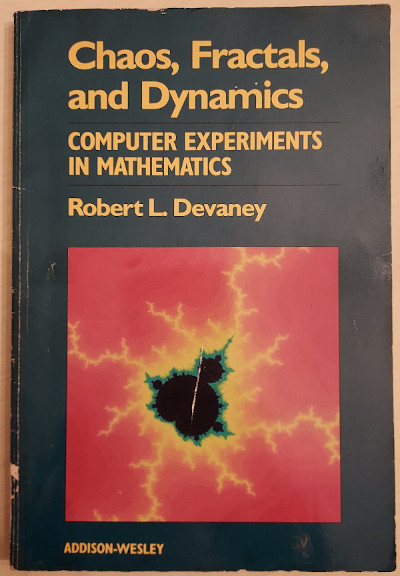 Chaos, Fractals,
and Dynamics
COMPUTER EXPERIMENTS
IN MATHEMATICS
Robert L. Devaney
ADDISON-WESLEY